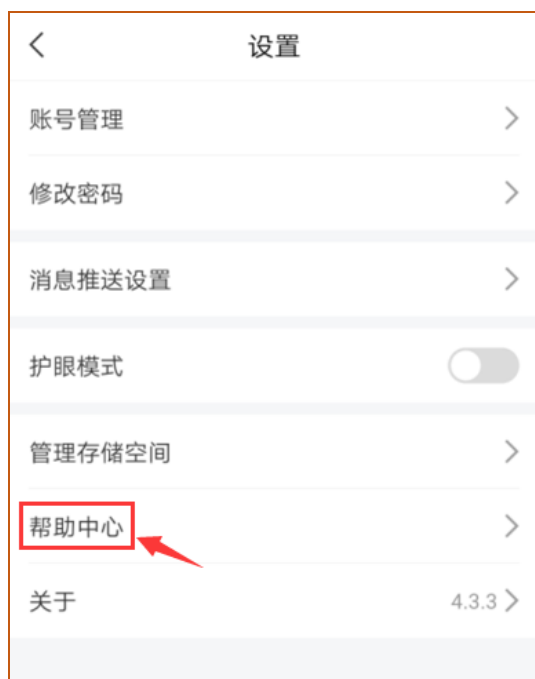 设置
账号管理
修改密码
消息推送设置
护眼模式
管理存储空间
帮助中心
关于 4.3.3